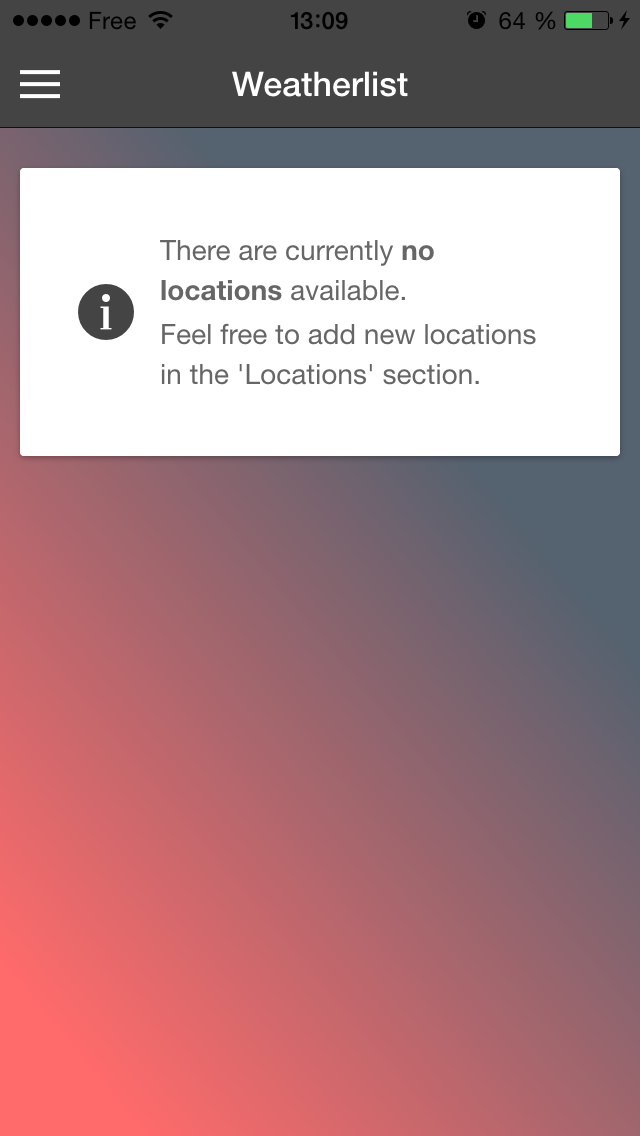 Free 13:09 64 %
Weatherlist
There are currently no
locations available.
Feel free to add new locations
in the 'Locations' section.